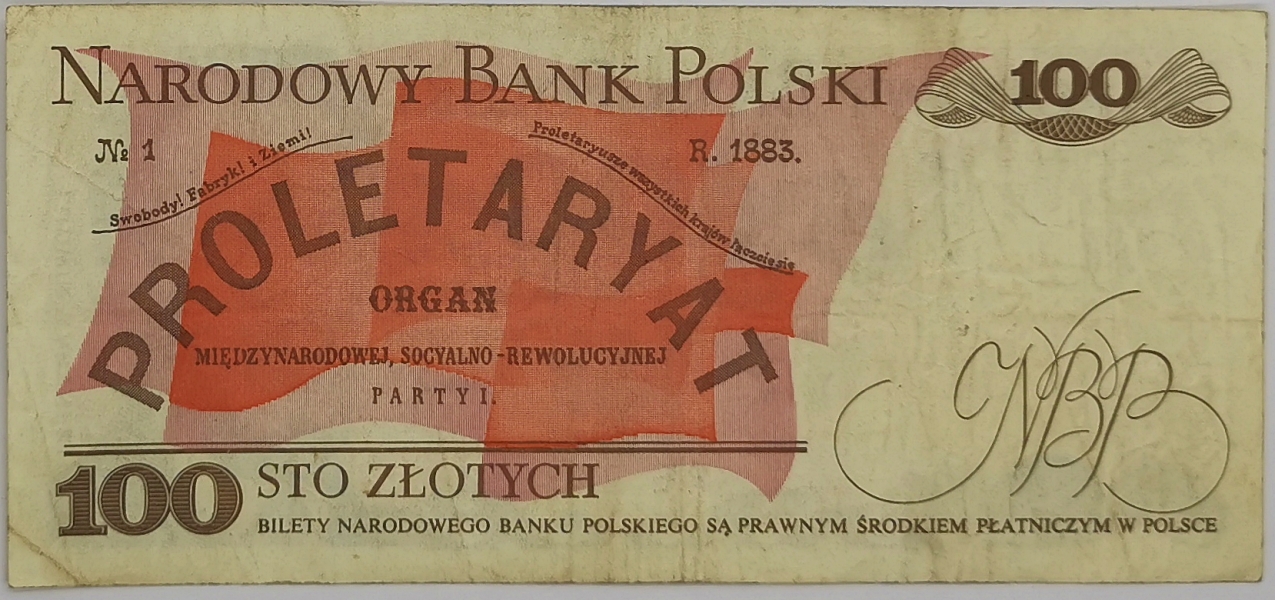 NARODOWY BANK POLSKI 100
№ 1
R. 1883.
Swobody! Fabryk! i Ziemi!
Proletaryusze wszystkich krajów łączcie się
PROLETARYAT
ORGAN
MIĘDZYNARODOWEJ, SOCYALNO-REWOLUCYJNEJ
PARTYI.
NBP
100 STO ZŁOTYCH
BILETY NARODOWEGO BANKU POLSKIEGO SĄ PRAWNYM ŚRODKIEM PŁATNICZYM W POLSCE